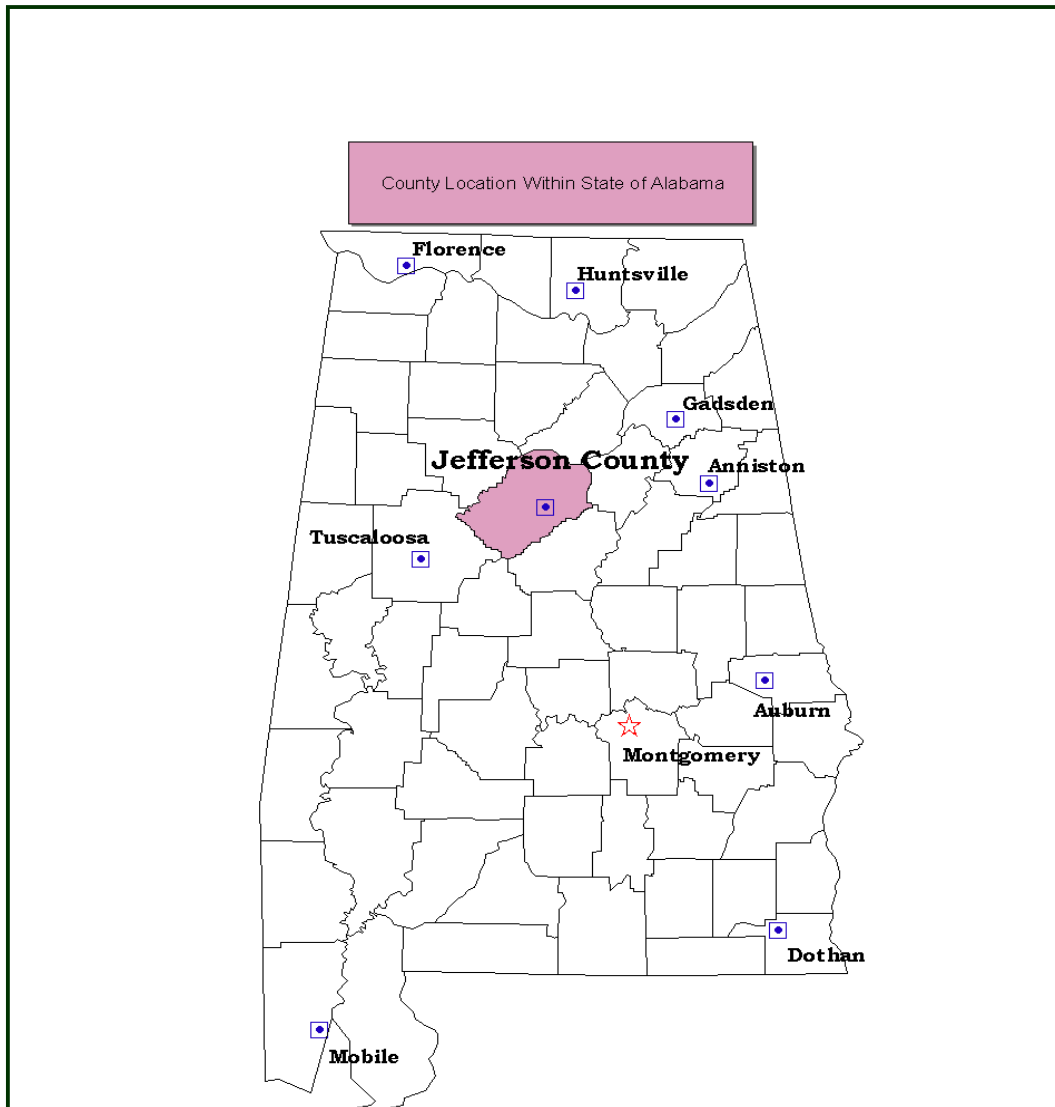 County Location Within State of Alabama
Florence
Huntsville
Gadsden
Jefferson County
Anniston
Tuscaloosa
Auburn
Montgomery
Dothan
Mobile